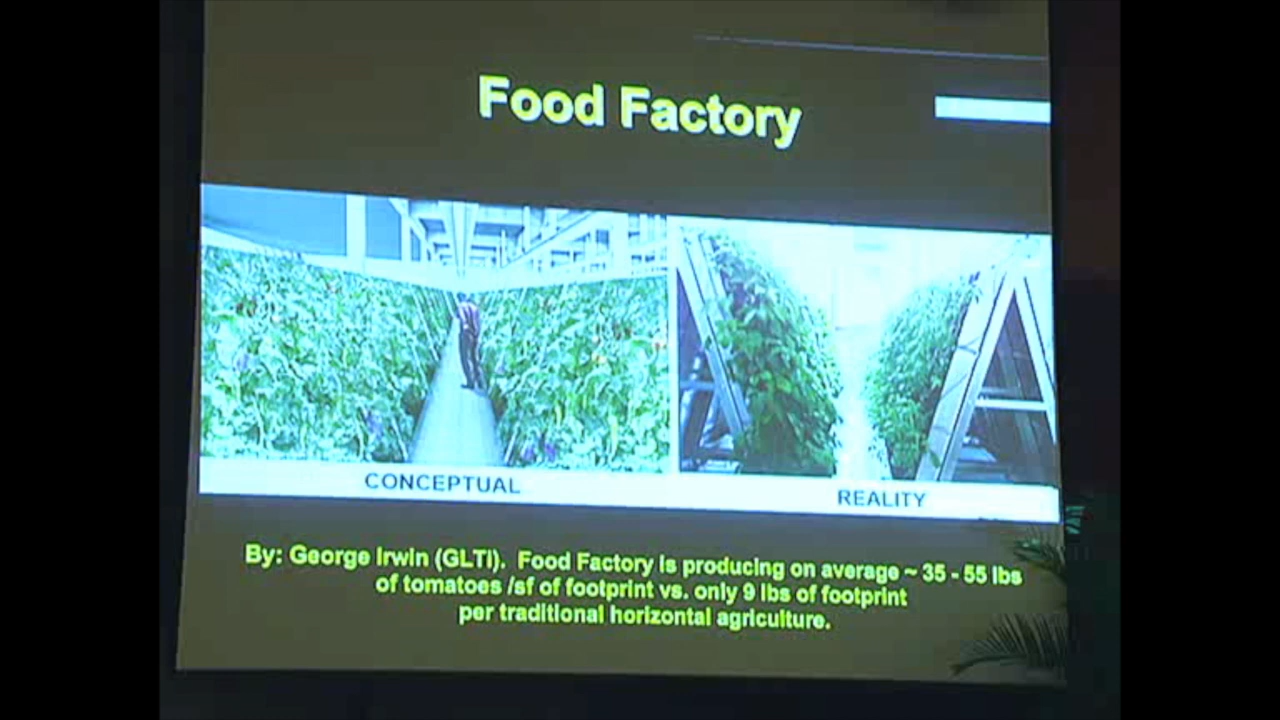 Food Factory
CONCEPTUAL
REALITY
By: George Irwin (GLTI). Food Factory is producing on average ~ 35 - 55 lbs
of tomatoes /sf of footprint vs. only 9 lbs of footprint
per traditional horizontal agriculture.